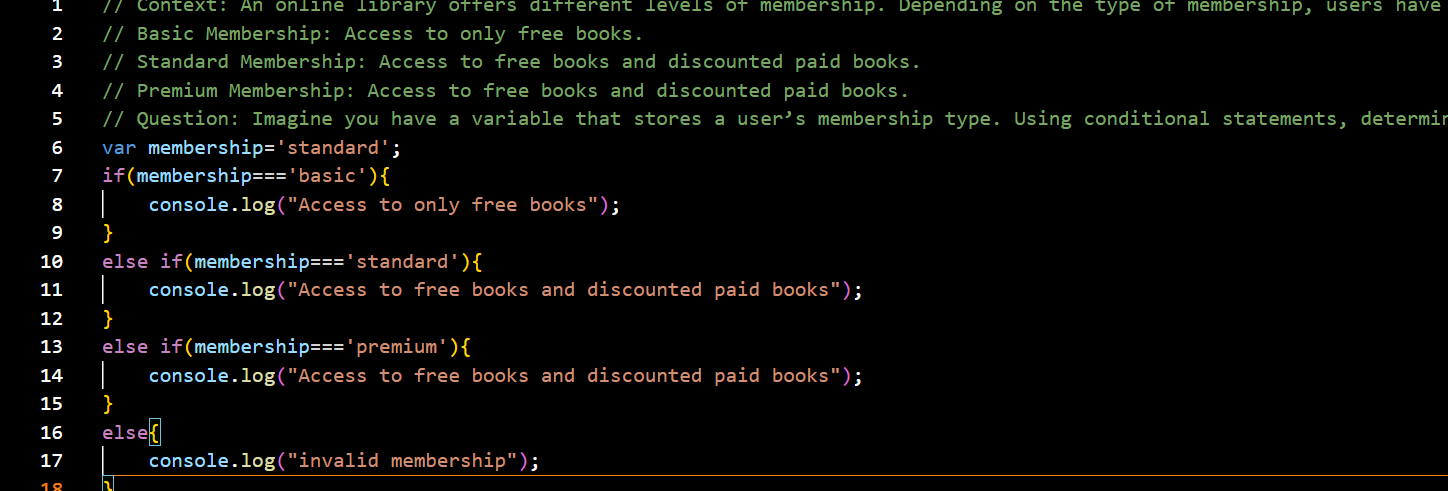 1 // Context: An online library offers different levels of membership. Depending on the type of membership, users have
2 // Basic Membership: Access to only free books.
3 // Standard Membership: Access to free books and discounted paid books.
4 // Premium Membership: Access to free books and discounted paid books.
5 // Question: Imagine you have a variable that stores a user’s membership type. Using conditional statements, determin
6 var membership='standard';
7 if(membership==='basic'){
8     console.log("Access to only free books");
9 }
10 else if(membership==='standard'){
11     console.log("Access to free books and discounted paid books");
12 }
13 else if(membership==='premium'){
14     console.log("Access to free books and discounted paid books");
15 }
16 else{
17     console.log("invalid membership");
18 }